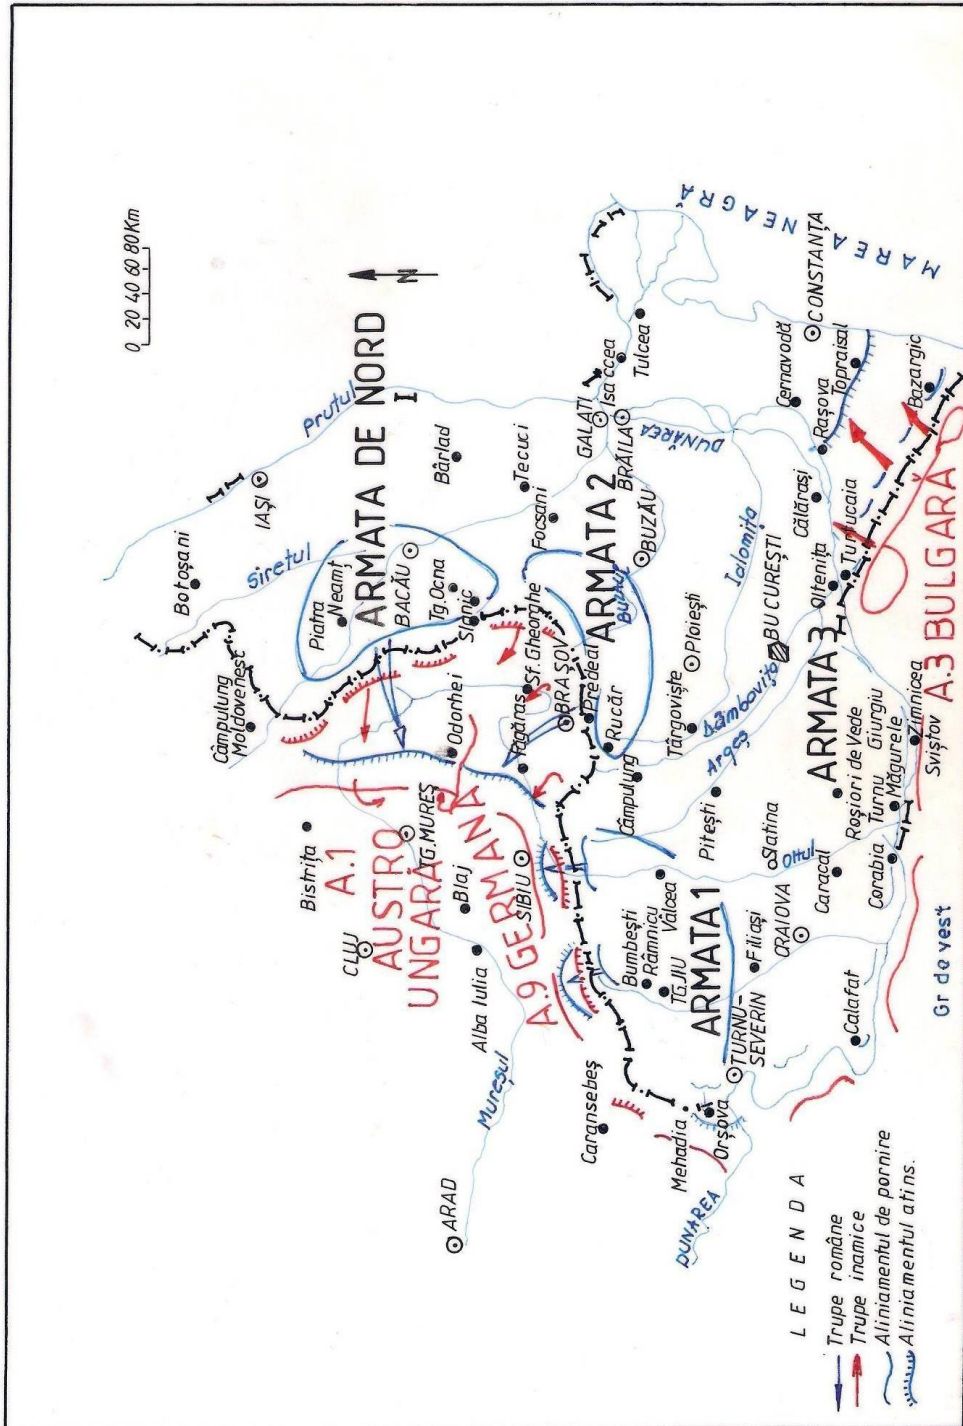 0 20 40 60 80 Km
N
Botoșani
IAȘI
Prutul
Siretul
Câmpulung
Moldovenest
Piatra
Neamț
ARMATA DE NORD
BACĂU
Bârlad
Tg.Ocna
Slănic
Tecuci
Focșani
Bistrița
A.1
AUSTRO
UNGARĂ
CLUJ
TG.MUREȘ
Odorhei
Blaj
Alba Iulia
Mureșul
ARAD
A.9 GERMANĂ
SIBIU
Făgăraș
Sf. Gheorghe
BRAȘOV
Predeal
Rucăr
Câmpulung
ARMATA 2
Buzăul
BUZĂU
GALAȚI
BRĂILA
Isaccea
Tulcea
DUNĂREA
MAREA NEAGRĂ
Caransebeș
Mehadia
Orșova
DUNĂREA
TURNU-
SEVERIN
Bumbești
Râmnicu
Vâlcea
TG.JIU
ARMATA 1
Filiași
CRAIOVA
Slatina
Oltul
Caracal
Corabia
Calafat
Pitești
Târgoviște
Ploiești
Dâmbovița
Argeș
Ialomița
BUCUREȘTI
ARMATA 3
Roșiori de Vede
Turnu
Giurgiu
Măgurele
Zimnicea
Sviștov
Oltenița
Turtucaia
Călărași
Cernavodă
Rașova
CONSTANȚA
Topraisal
Bazargic
A.3 BULGARĂ
Gr de vest
LEGENDA
Trupe române
Trupe inamice
Aliniamentul de pornire
Aliniamentul atins.